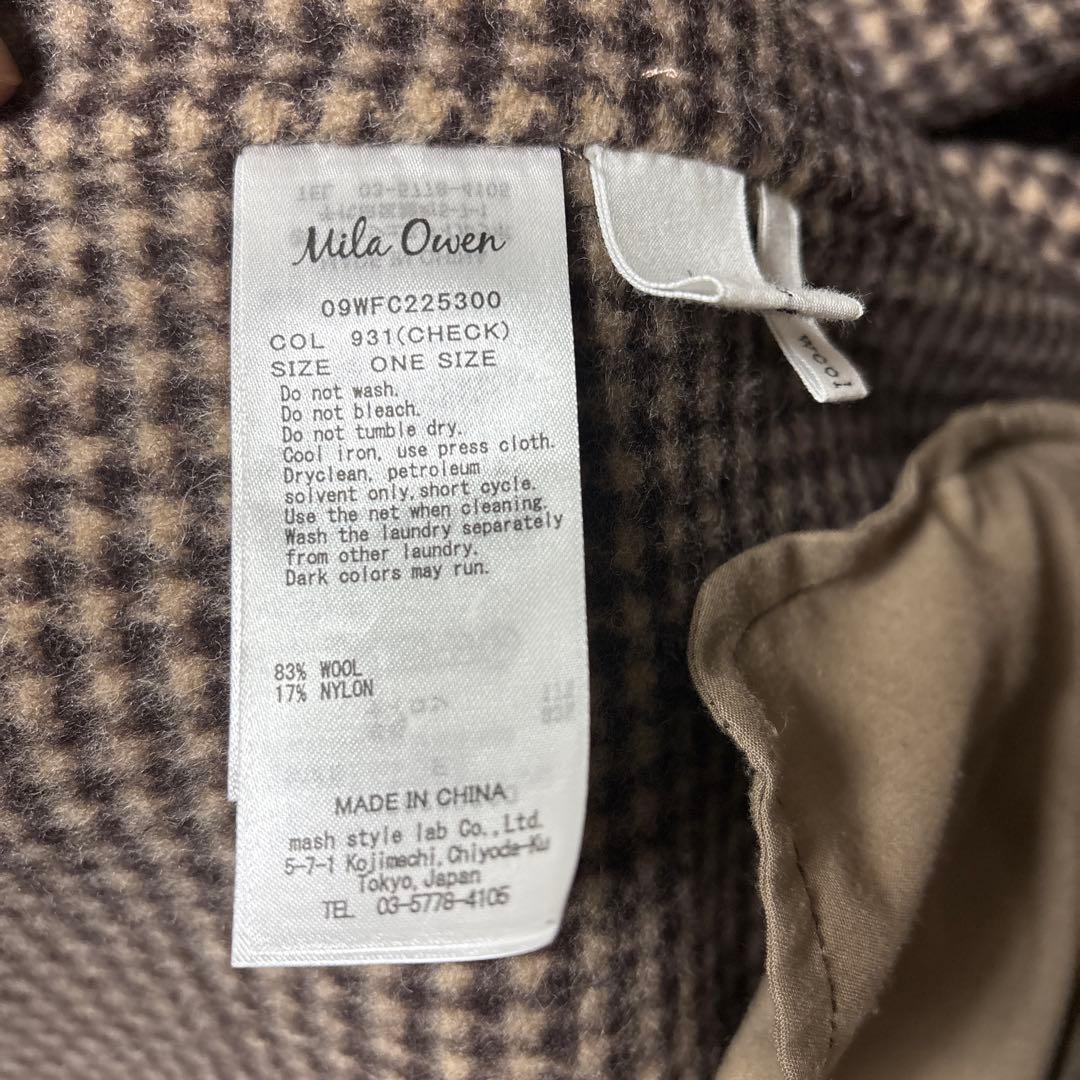 Mila Owen
09WFC225300
COL 931(CHECK)
SIZE ONE SIZE
Do not wash.
Do not bleach.
Do not tumble dry.
Cool iron, use press cloth.
Dryclean, petroleum
solvent only,short cycle.
Use the net when cleaning.
Wash the laundry separately
from other laundry.
Dark colors may run.
83% WOOL
17% NYLON
MADE IN CHINA
mash style lab Co.,Ltd.
5-7-1 Kojimachi,Chiyoda-Ku
Tokyo,Japan
TEL 03-5778-4105
wool